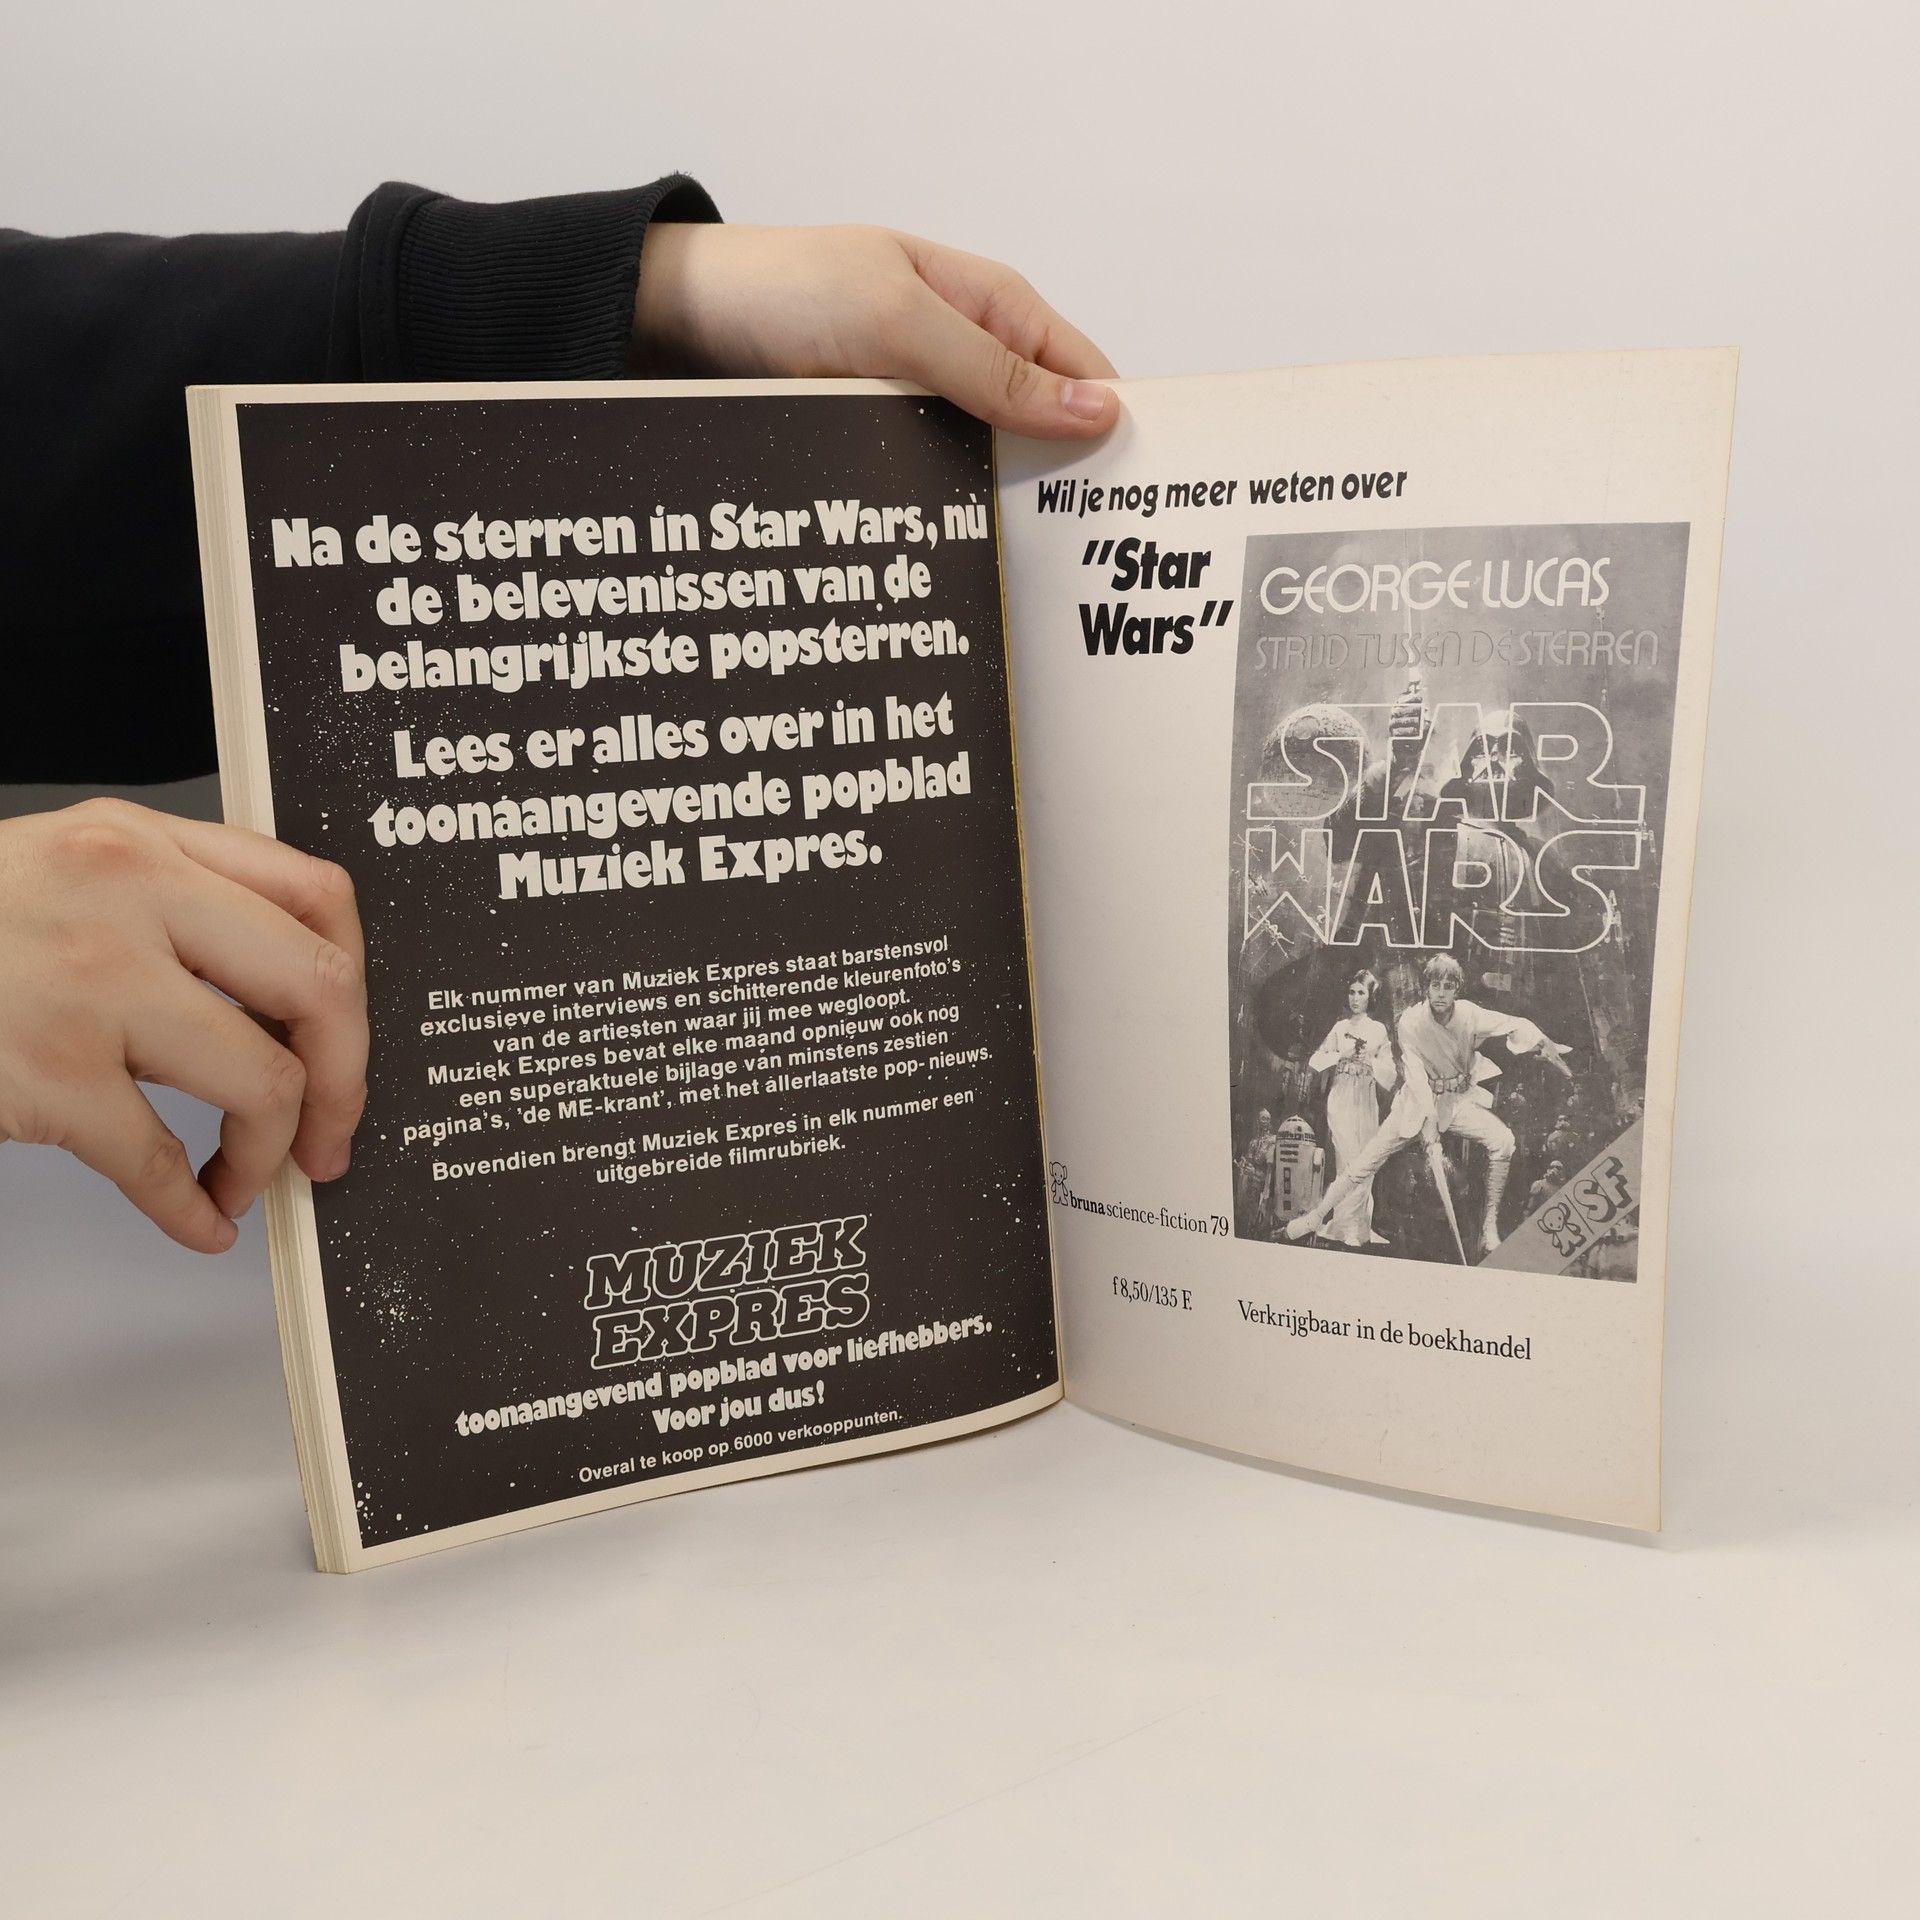 Na de sterren in Star Wars, nù
de belevenissen van de
belangrijkste popsterren.
Lees er alles over in het
toonaangevende popblad
Muziek Expres.
Elk nummer van Muziek Expres staat barstensvol
exclusieve interviews en schitterende kleurenfoto's
van de artiesten waar jij mee wegloopt.
Muziek Expres bevat elke maand opnieuw ook nog
een superaktuele bijlage van minstens zestien
pagina's, 'de ME-krant', met het allerlaatste pop-nieuws.
Bovendien brengt Muziek Expres in elk nummer een
uitgebreide filmrubriek.
MUZIEK
EXPRES
toonaangevend popblad voor liefhebbers.
Voor jou dus!
Overal te koop op 6000 verkooppunten.
Wil je nog meer weten over
"Star
Wars"
GEORGE LUCAS
STRIJD TUSSEN DE STERREN
STAR
WARS
SF
bruna science-fiction 79
f 8,50/135 F.
Verkrijgbaar in de boekhandel